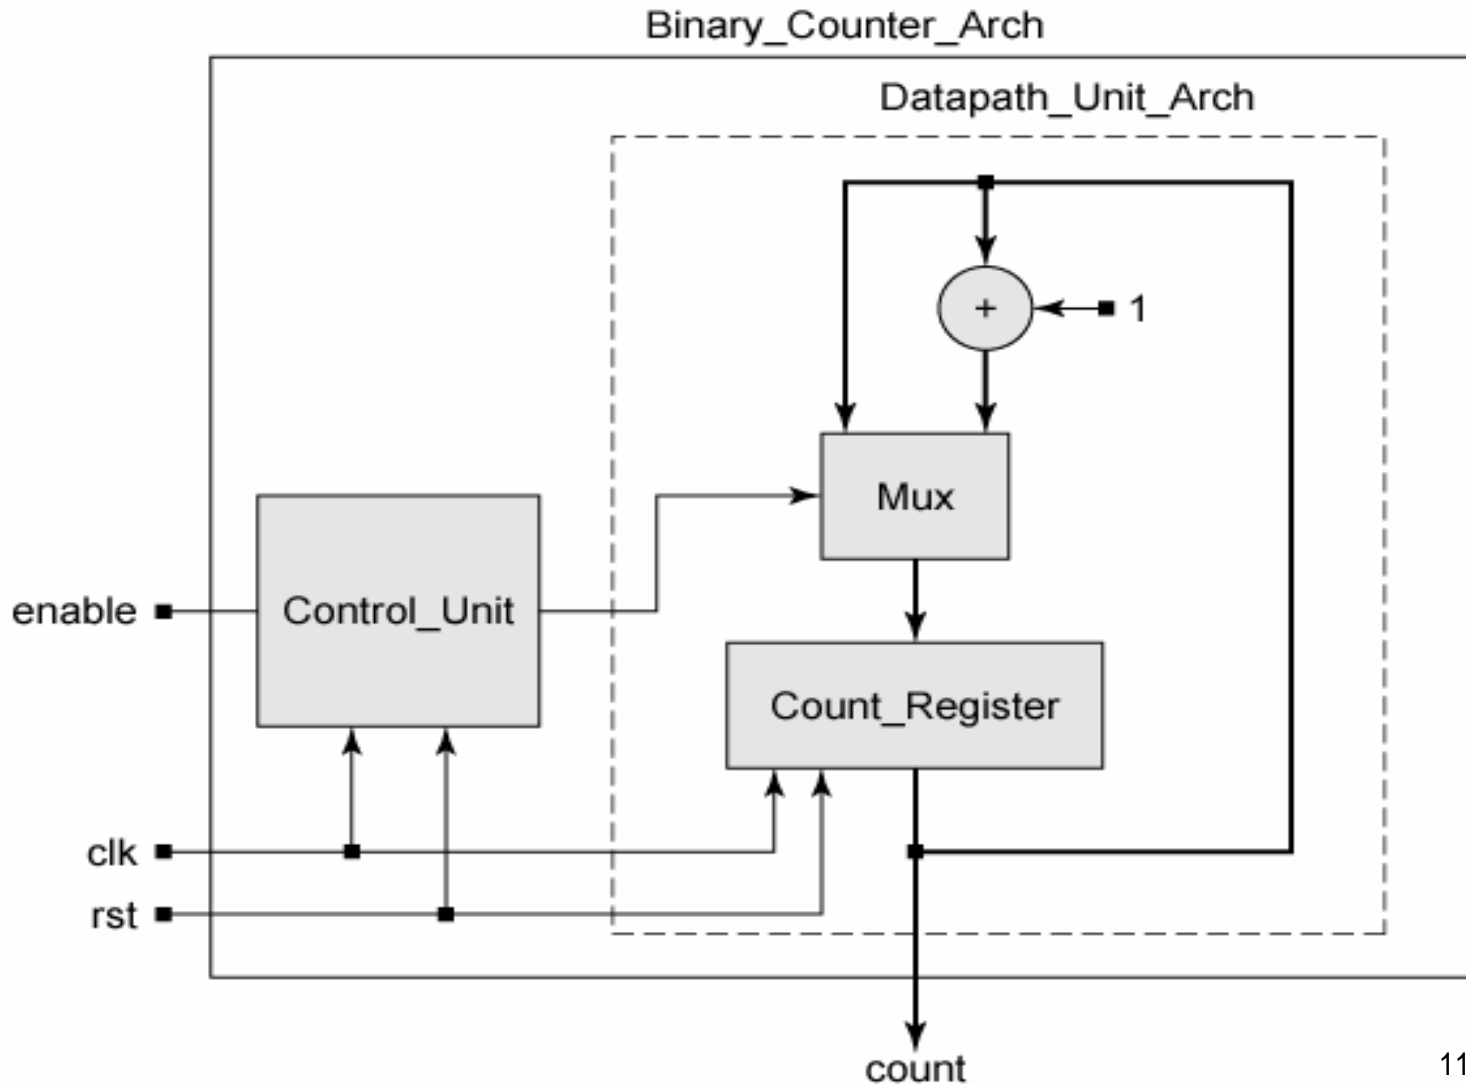 Binary_Counter_Arch
Datapath_Unit_Arch
+
1
Mux
enable
Control_Unit
Count_Register
clk
rst
count
11